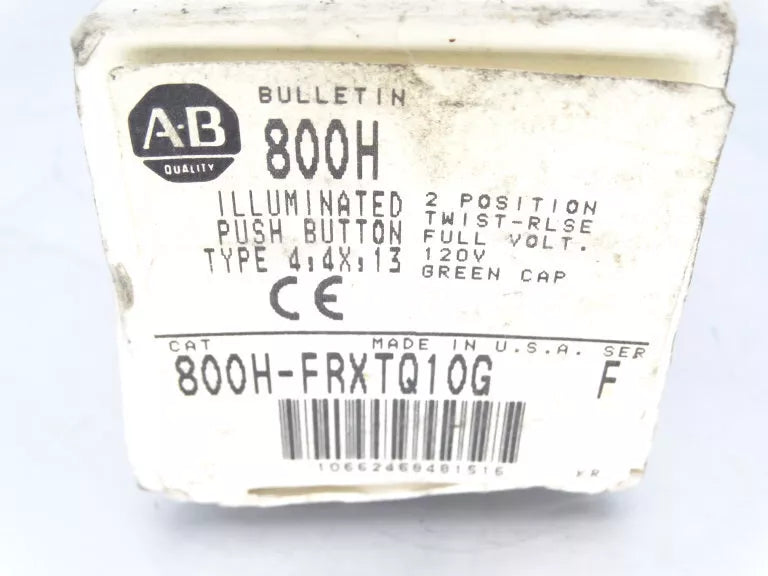 A·B
QUALITY
BULLETIN
800H
ILLUMINATED
PUSH BUTTON
TYPE 4,4X,13
2 POSITION
TWIST-RLSE
FULL VOLT.
120V
GREEN CAP
CE
CAT MADE IN U.S.A. SER
800H-FRXTQ10G F